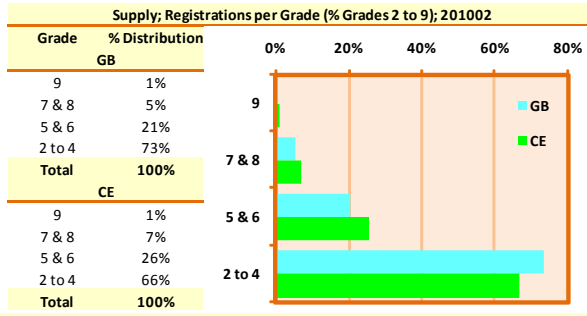 Supply; Registrations per Grade (% Grades 2 to 9); 201002
Grade % Distribution
GB
9 1%
7 & 8 5%
5 & 6 21%
2 to 4 73%
Total 100%
CE
9 1%
7 & 8 7%
5 & 6 26%
2 to 4 66%
Total 100%
0% 20% 40% 60% 80%
9
7 & 8
5 & 6
2 to 4
GB
CE